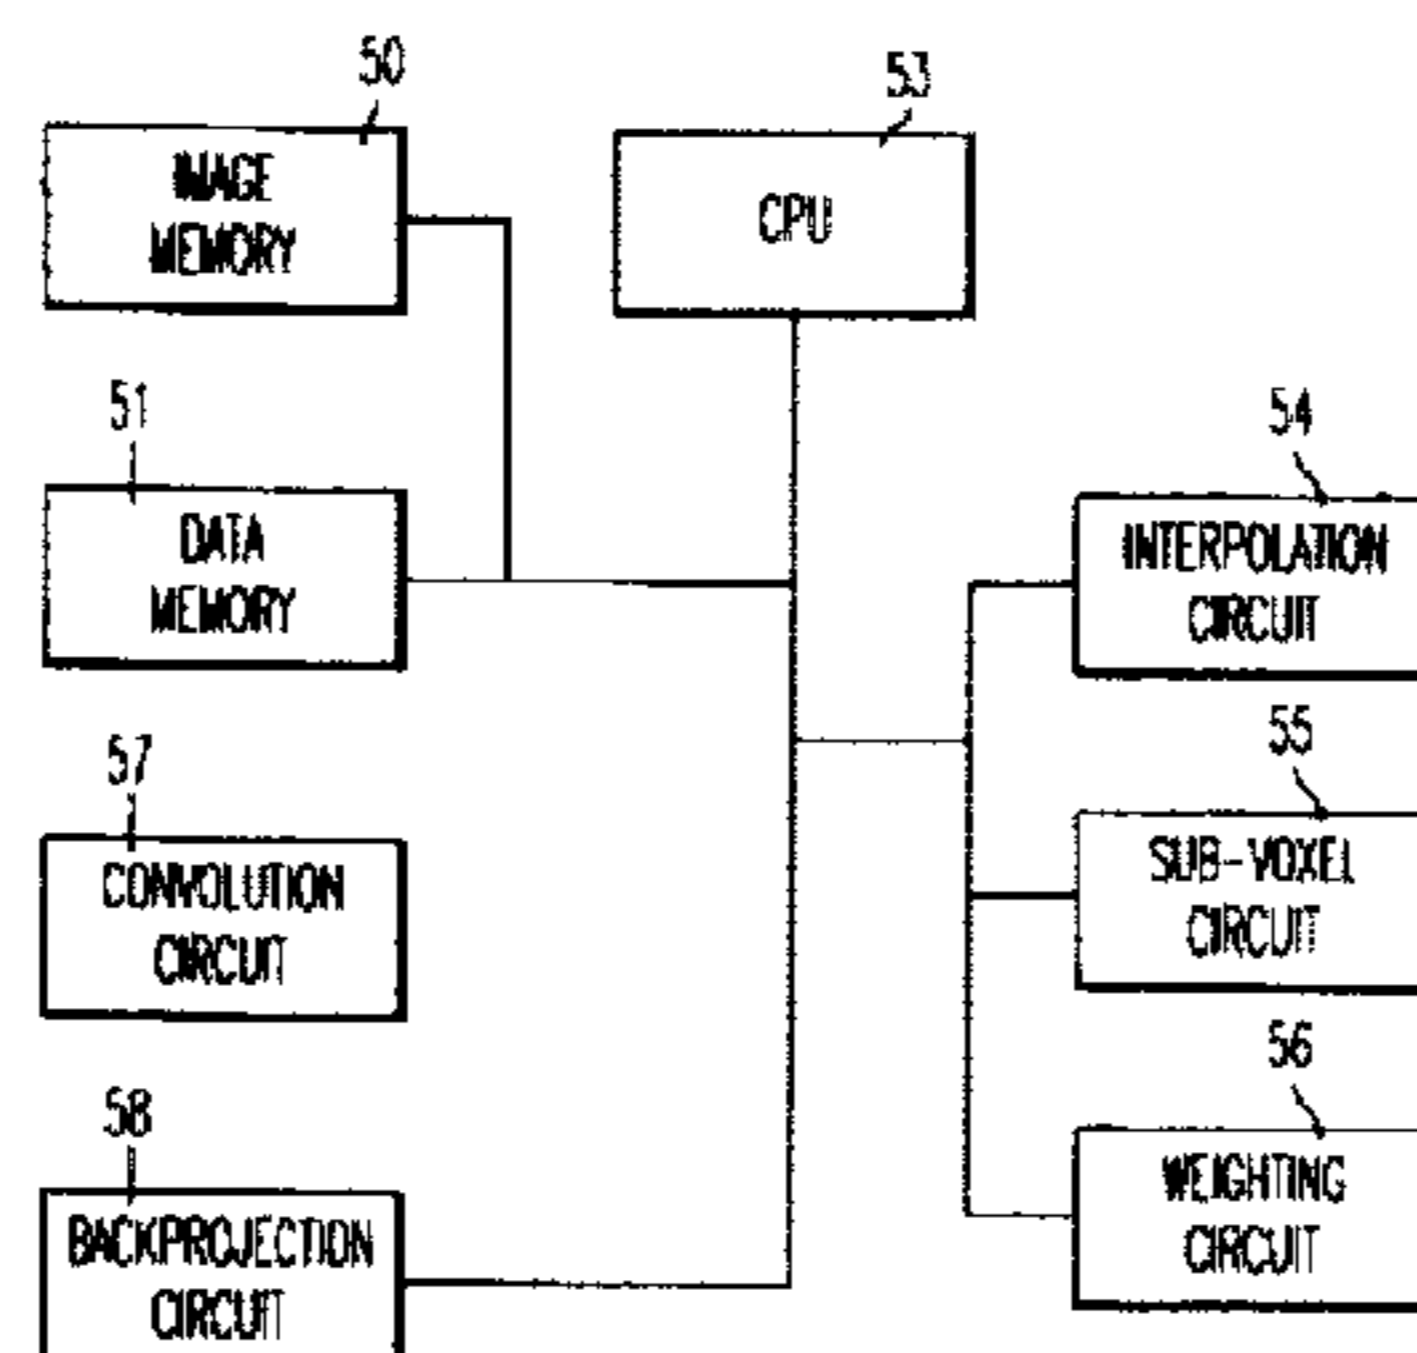 50
IMAGE
MEMORY
53
CPU
51
DATA
MEMORY
54
INTERPOLATION
CIRCUIT
57
CONVOLUTION
CIRCUIT
55
SUB-VOXEL
CIRCUIT
58
BACKPROJECTION
CIRCUIT
56
WEIGHTING
CIRCUIT